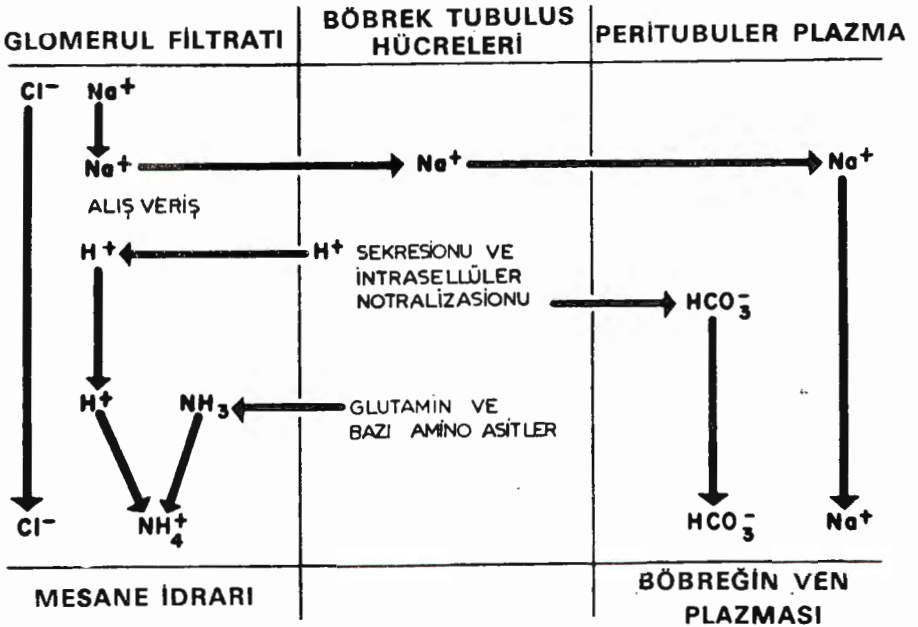 GLOMERUL FİLTRATI
BÖBREK TUBULUS
HÜCRELERİ
PERİTUBULER PLAZMA
Cl⁻ Na⁺
Na⁺ Na⁺ Na⁺
ALIŞ VERİŞ
H⁺ H⁺ SEKRESİONU VE
İNTRASELLÜLER
NOTRALİZASİONU
HCO₃⁻
H⁺ NH₃ GLUTAMİN VE
BAZI AMİNO ASİTLER
Cl⁻ NH₄⁺ HCO₃⁻ Na⁺
MESANE İDRARI
BÖBREĞİN VEN
PLAZMASI